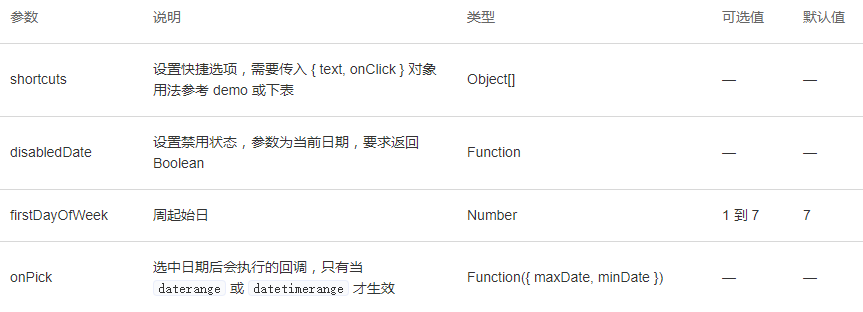 参数 说明 类型 可选值 默认值
shortcuts 设置快捷选项，需要传入 { text, onClick } 对象用法参考 demo 或下表 Object[] — —
disabledDate 设置禁用状态，参数为当前日期，要求返回 Boolean Function — —
firstDayOfWeek 周起始日 Number 1 到 7 7
onPick 选中日期后会执行的回调，只有当 daterange 或 datetimerange 才生效 Function({ maxDate, minDate }) — —